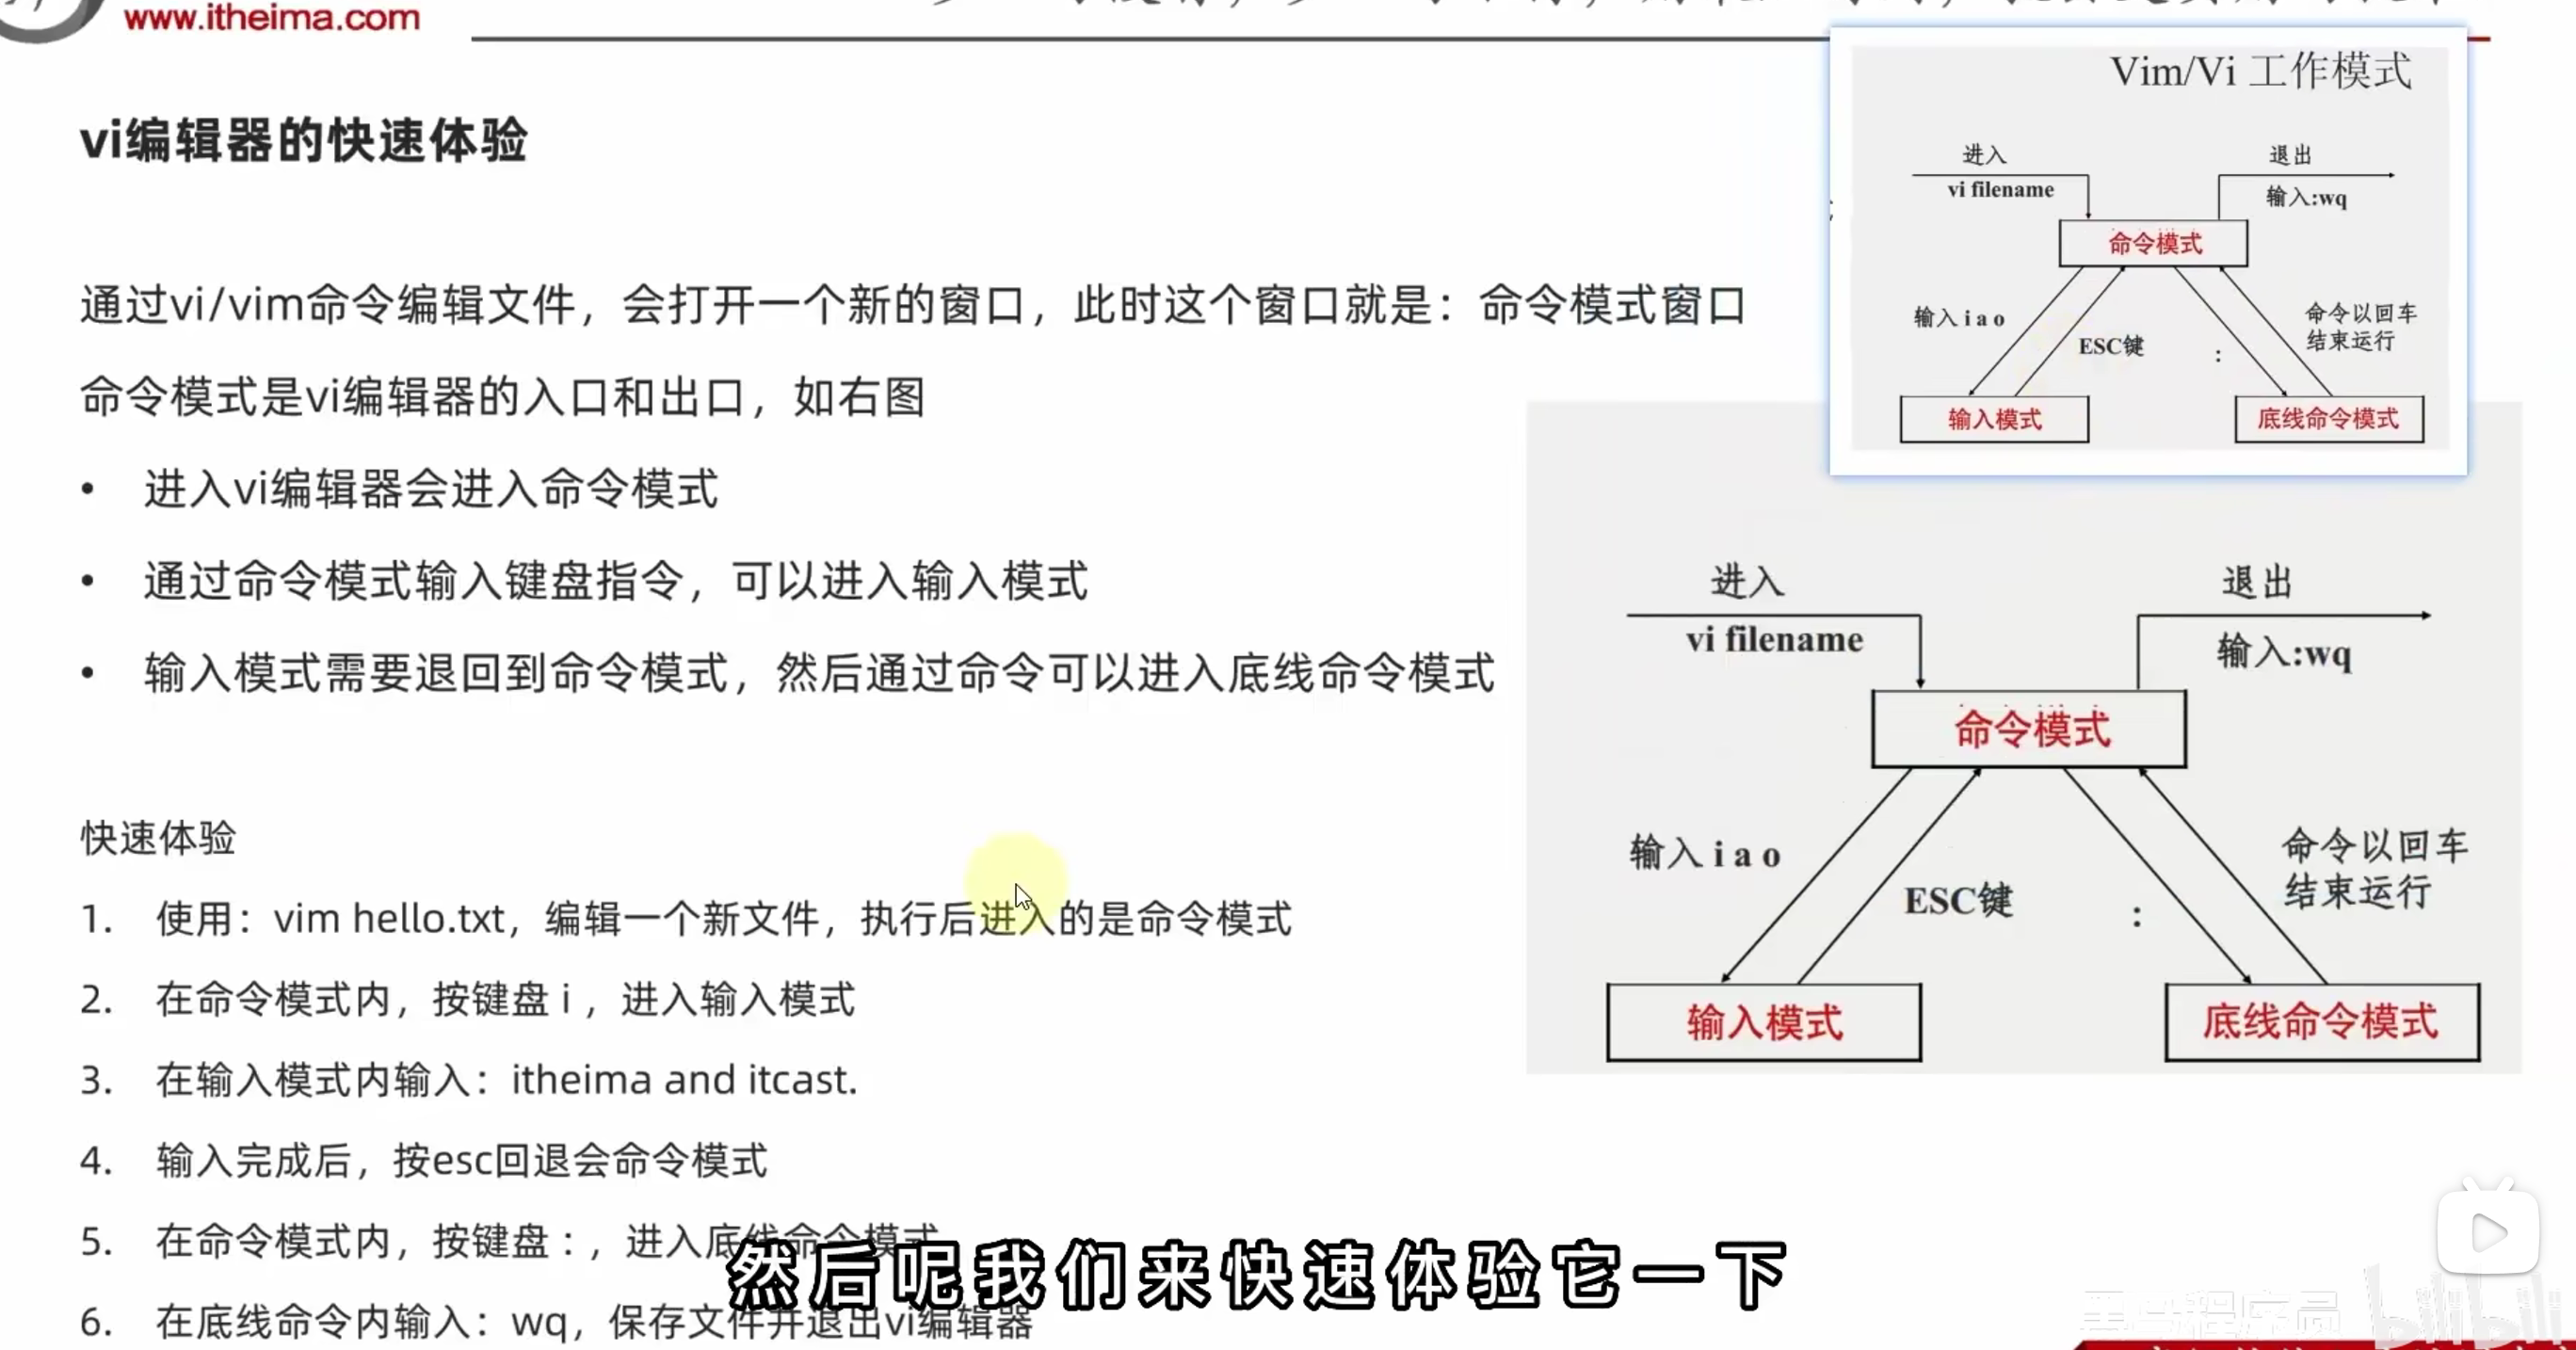 www.itheima.com
vi编辑器的快速体验
通过vi/vim命令编辑文件，会打开一个新的窗口，此时这个窗口就是：命令模式窗口
命令模式是vi编辑器的入口和出口，如右图
• 进入vi编辑器会进入命令模式
• 通过命令模式输入键盘指令，可以进入输入模式
• 输入模式需要退回到命令模式，然后通过命令可以进入底线命令模式
快速体验
1. 使用：vim hello.txt，编辑一个新文件，执行后进入的是命令模式
2. 在命令模式内，按键盘 i ，进入输入模式
3. 在输入模式内输入：itheima and itcast.
4. 输入完成后，按esc回退会命令模式
5. 在命令模式内，按键盘 : ，进入底线命令模式
6. 在底线命令内输入：wq，保存文件并退出vi编辑器
Vim/Vi 工作模式
进入
vi filename
退出
输入:wq
命令模式
输入 i a o
ESC键
:
命令以回车
结束运行
输入模式
底线命令模式
进入
vi filename
退出
输入:wq
命令模式
输入 i a o
ESC键
:
命令以回车
结束运行
输入模式
底线命令模式
然后呢我们来快速体验它一下
黑马程序员
bilibili